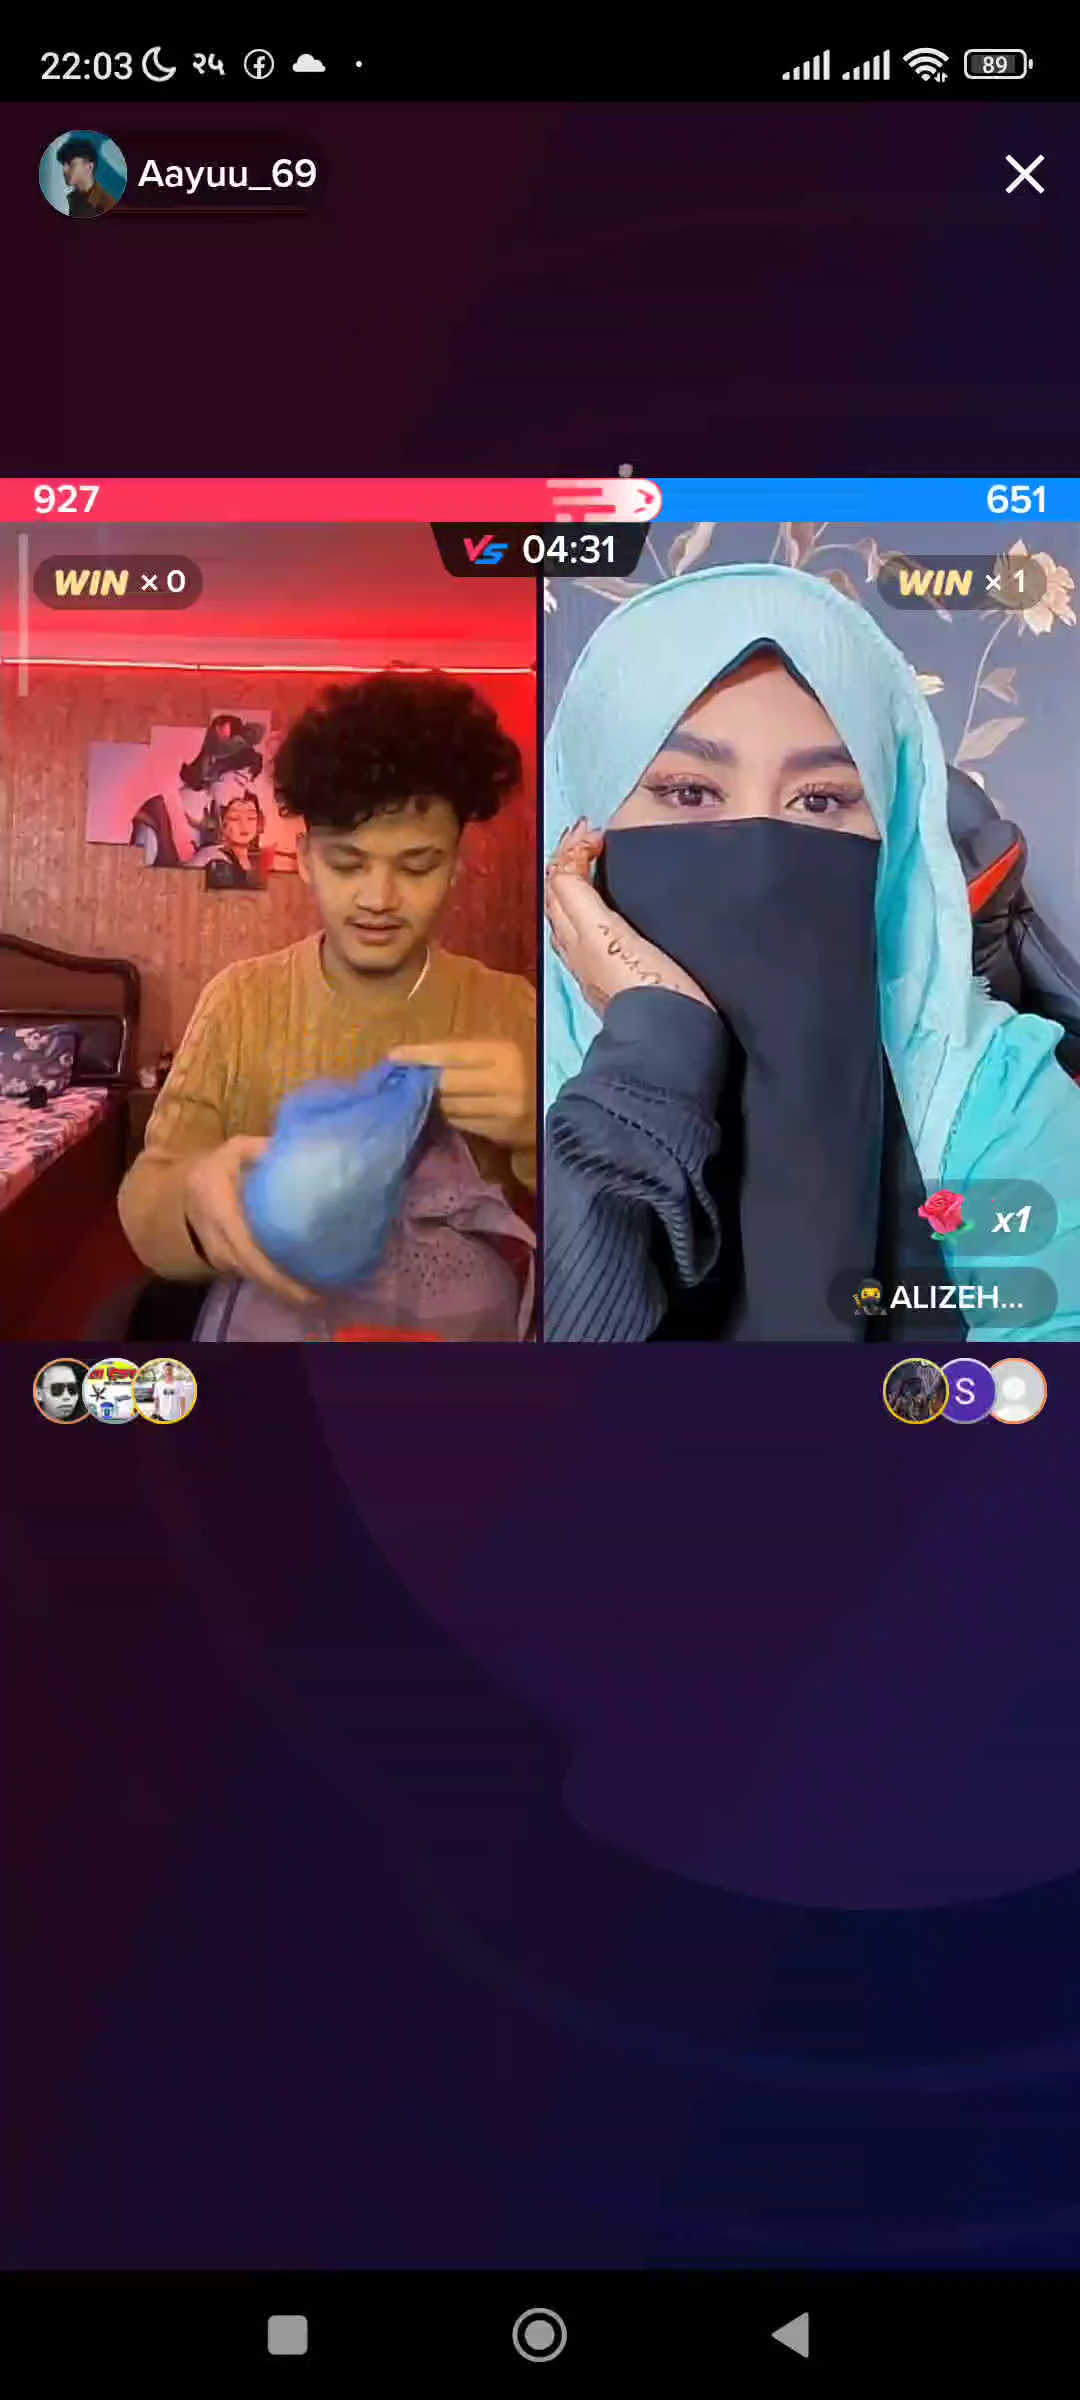 22:03 २५ 89
Aayuu_69
927 651
VS 04:31
WIN × 0
WIN × 1
x1
ALIZEH...
S